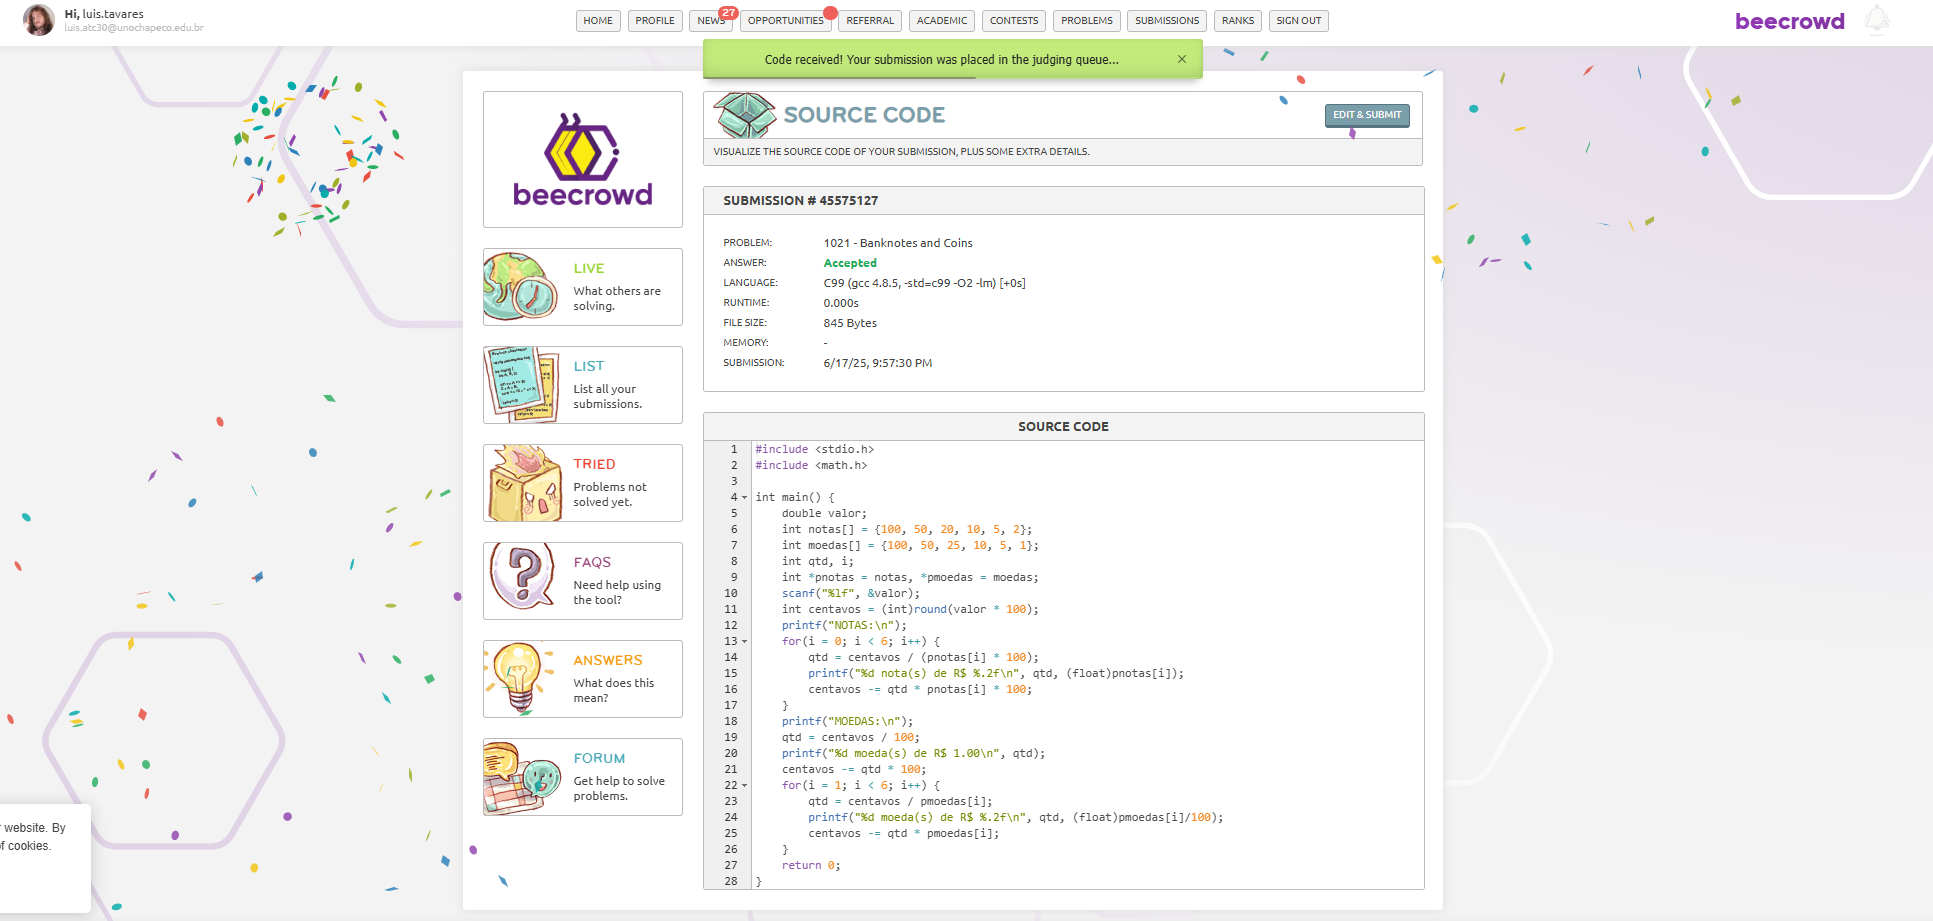 Hi, luis.tavares
luis.atc30@unochapeco.edu.br
HOME PROFILE NEWS 27 OPPORTUNITIES REFERRAL ACADEMIC CONTESTS PROBLEMS SUBMISSIONS RANKS SIGN OUT
beecrowd
Code received! Your submission was placed in the judging queue... ×
beecrowd
LIVE
What others are
solving.
LIST
List all your
submissions.
TRIED
Problems not
solved yet.
FAQS
Need help using
the tool?
ANSWERS
What does this
mean?
FORUM
Get help to solve
problems.
SOURCE CODE
EDIT & SUBMIT
VISUALIZE THE SOURCE CODE OF YOUR SUBMISSION, PLUS SOME EXTRA DETAILS.
SUBMISSION # 45575127
PROBLEM: 1021 - Banknotes and Coins
ANSWER: Accepted
LANGUAGE: C99 (gcc 4.8.5, -std=c99 -O2 -lm) [+0s]
RUNTIME: 0.000s
FILE SIZE: 845 Bytes
MEMORY: -
SUBMISSION: 6/17/25, 9:57:30 PM
SOURCE CODE
1 #include <stdio.h>
2 #include <math.h>
3
4 int main() {
5     double valor;
6     int notas[] = {100, 50, 20, 10, 5, 2};
7     int moedas[] = {100, 50, 25, 10, 5, 1};
8     int qtd, i;
9     int *pnotas = notas, *pmoedas = moedas;
10     scanf("%lf", &valor);
11     int centavos = (int)round(valor * 100);
12     printf("NOTAS:\n");
13     for(i = 0; i < 6; i++) {
14         qtd = centavos / (pnotas[i] * 100);
15         printf("%d nota(s) de R$ %.2f\n", qtd, (float)pnotas[i]);
16         centavos -= qtd * pnotas[i] * 100;
17     }
18     printf("MOEDAS:\n");
19     qtd = centavos / 100;
20     printf("%d moeda(s) de R$ 1.00\n", qtd);
21     centavos -= qtd * 100;
22     for(i = 1; i < 6; i++) {
23         qtd = centavos / pmoedas[i];
24         printf("%d moeda(s) de R$ %.2f\n", qtd, (float)pmoedas[i]/100);
25         centavos -= qtd * pmoedas[i];
26     }
27     return 0;
28 }
website. By
of cookies.